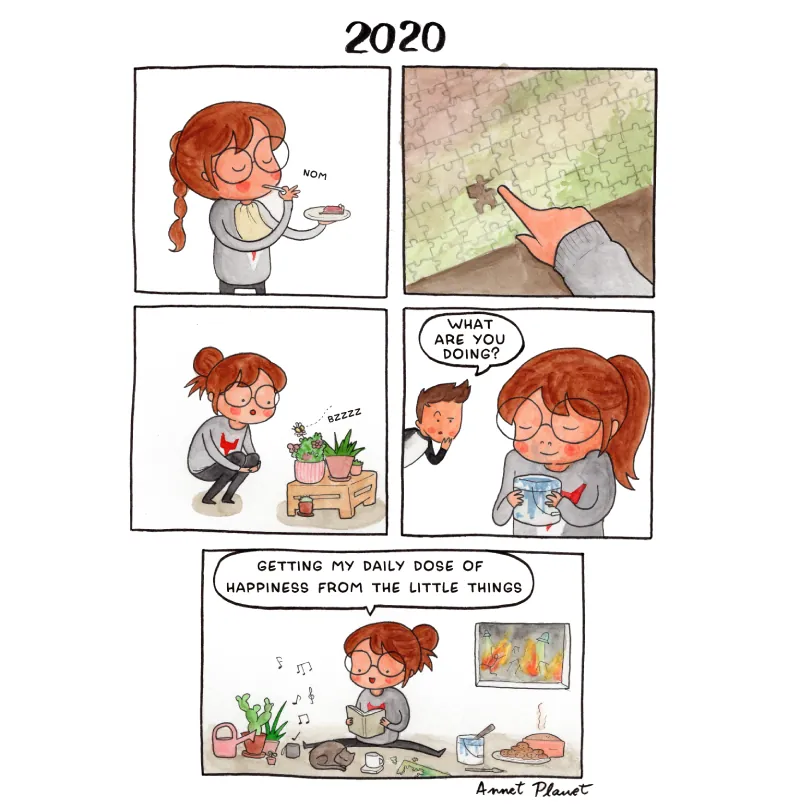 2020
NOM
BZZZZ
WHAT
ARE YOU
DOING?
GETTING MY DAILY DOSE OF
HAPPINESS FROM THE LITTLE THINGS
Annet Planet